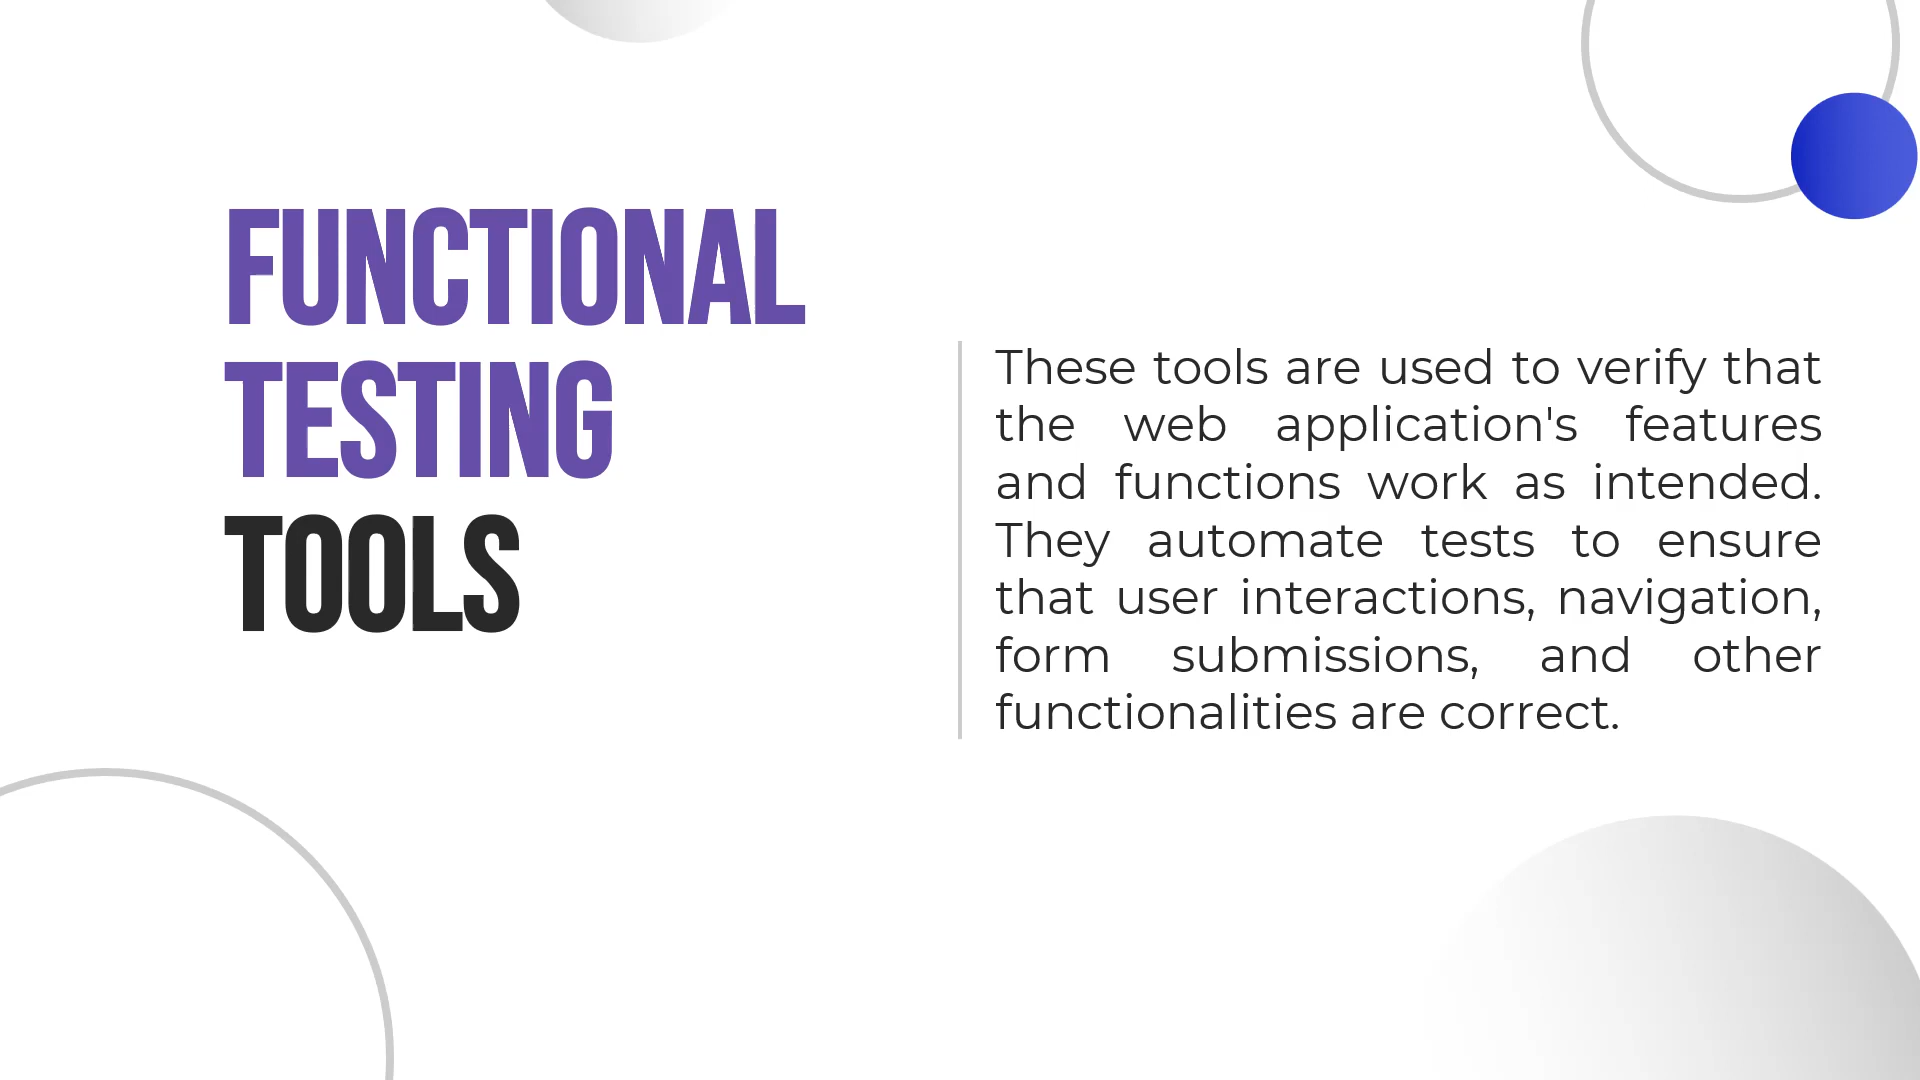 FUNCTIONAL
TESTING
TOOLS
These tools are used to verify that
the web application's features
and functions work as intended.
They automate tests to ensure
that user interactions, navigation,
form submissions, and other
functionalities are correct.